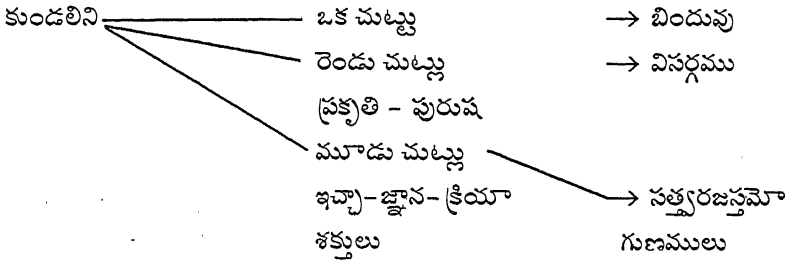 కుండలిని ఒక చుట్టు → బిందువు
రెండు చుట్లు → విసర్గము
ప్రకృతి - పురుష
మూడు చుట్లు
ఇచ్ఛా-జ్ఞాన-క్రియా → సత్త్వరజస్తమో
శక్తులు గుణములు